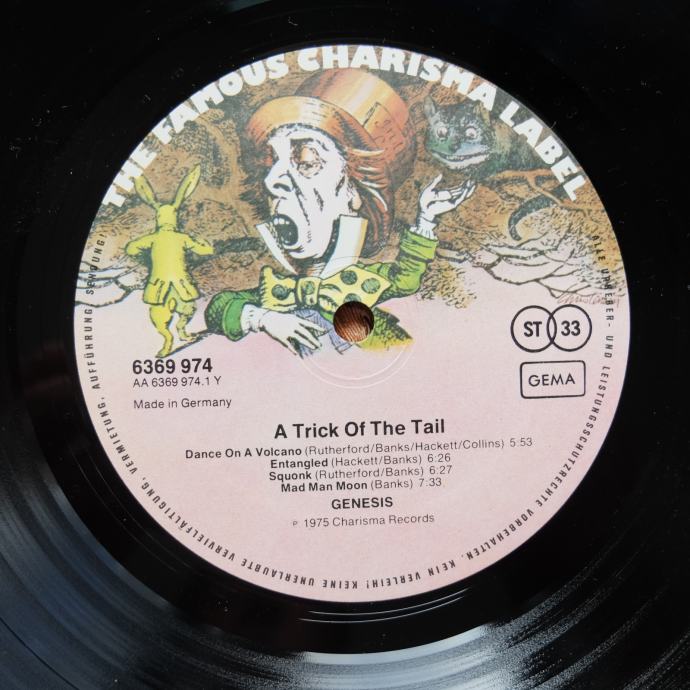 THE FAMOUS CHARISMA LABEL
6369 974
AA 6369 974.1 Y
Made in Germany
ST 33
GEMA
A Trick Of The Tail
Dance On A Volcano (Rutherford/Banks/Hackett/Collins) 5:53
Entangled (Hackett/Banks) 6:26
Squonk (Rutherford/Banks) 6:27
Mad Man Moon (Banks) 7:33
GENESIS
℗ 1975 Charisma Records
ALLE URHEBER- UND LEISTUNGSSCHUTZRECHTE VORBEHALTEN. KEIN VERLEIH! KEINE UNERLAUBTE VERVIELFÄLTIGUNG, VERMIETUNG, AUFFÜHRUNG, SENDUNG!